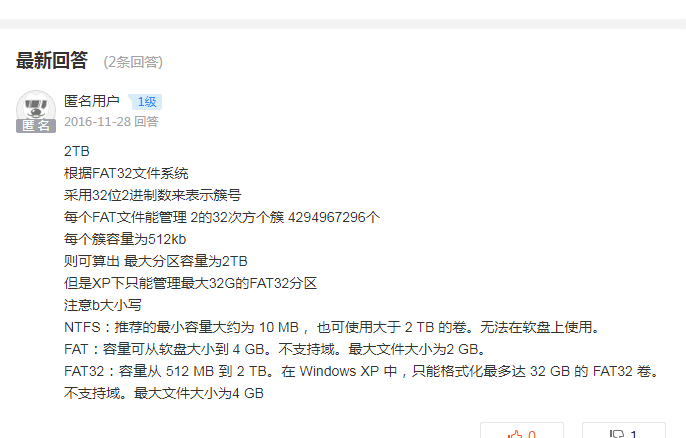 最新回答 (2条回答)
匿名用户 1级
匿名
2016-11-28 回答
2TB
根据FAT32文件系统
采用32位2进制数来表示簇号
每个FAT文件能管理 2的32次方个簇 4294967296个
每个簇容量为512kb
则可算出 最大分区容量为2TB
但是XP下只能管理最大32G的FAT32分区
注意b大小写
NTFS：推荐的最小容量大约为 10 MB ，也可使用大于 2 TB 的卷。无法在软盘上使用。
FAT：容量可从软盘大小到 4 GB。不支持域。最大文件大小为2 GB。
FAT32：容量从 512 MB 到 2 TB。在 Windows XP 中，只能格式化最多达 32 GB 的 FAT32 卷。
不支持域。最大文件大小为4 GB
0 1